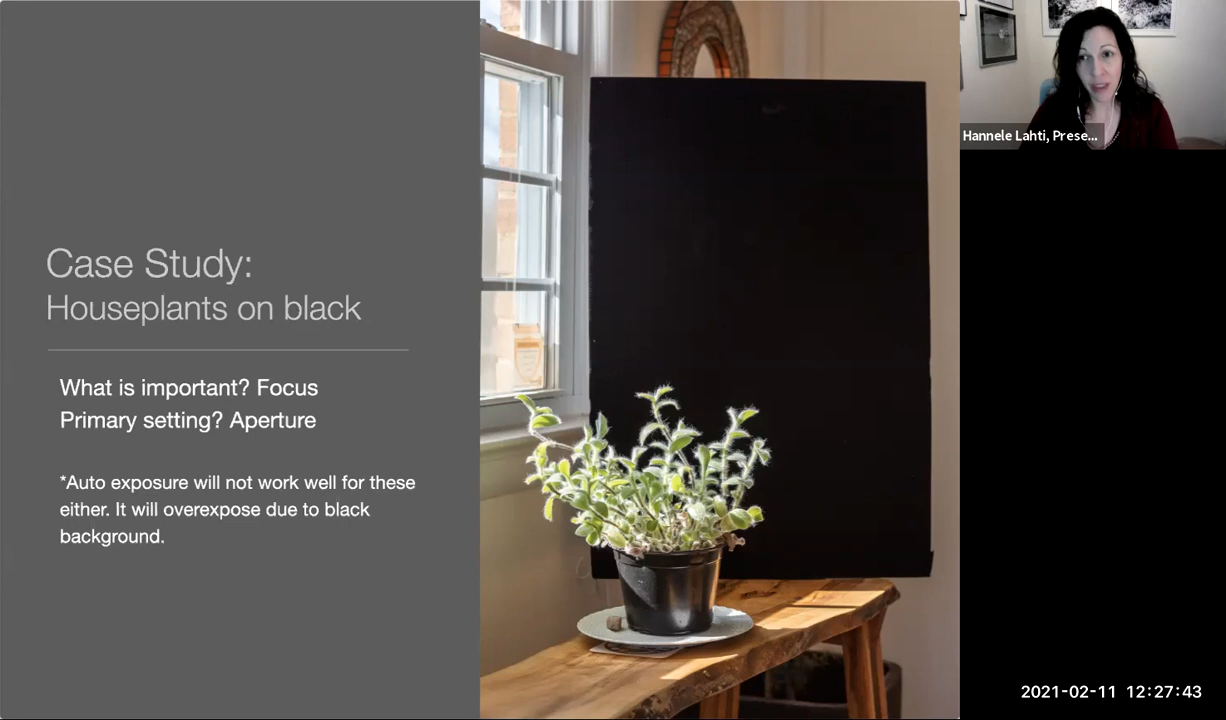 Case Study:
Houseplants on black
What is important? Focus
Primary setting? Aperture
*Auto exposure will not work well for these
either. It will overexpose due to black
background.
Hannele Lahti, Prese...
2021-02-11 12:27:43